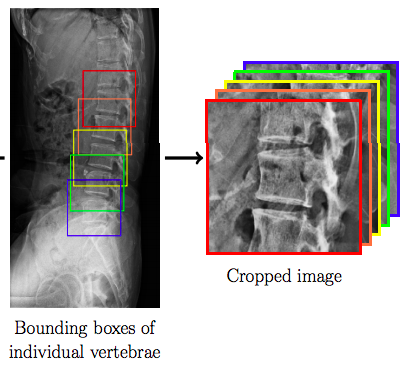 Bounding boxes of
individual vertebrae
Cropped image